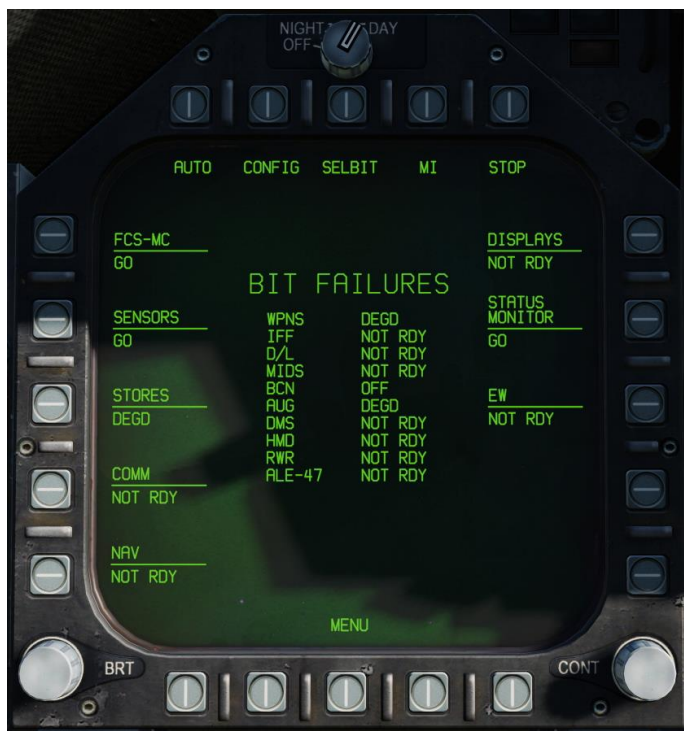 NIGHT DAY
OFF
AUTO CONFIG SELBIT MI STOP
FCS-MC
GO
SENSORS
GO
STORES
DEGD
COMM
NOT RDY
NAV
NOT RDY
BIT FAILURES
WPNS DEGD
IFF NOT RDY
D/L NOT RDY
MIDS NOT RDY
BCN OFF
AUG DEGD
DMS NOT RDY
HMD NOT RDY
RWR NOT RDY
ALE-47 NOT RDY
DISPLAYS
NOT RDY
STATUS
MONITOR
GO
EW
NOT RDY
MENU
BRT
CONT